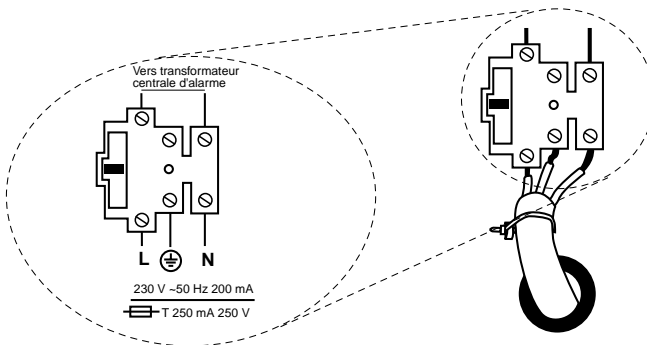 Vers transformateur
centrale d'alarme
L N
230 V ~50 Hz 200 mA
T 250 mA 250 V